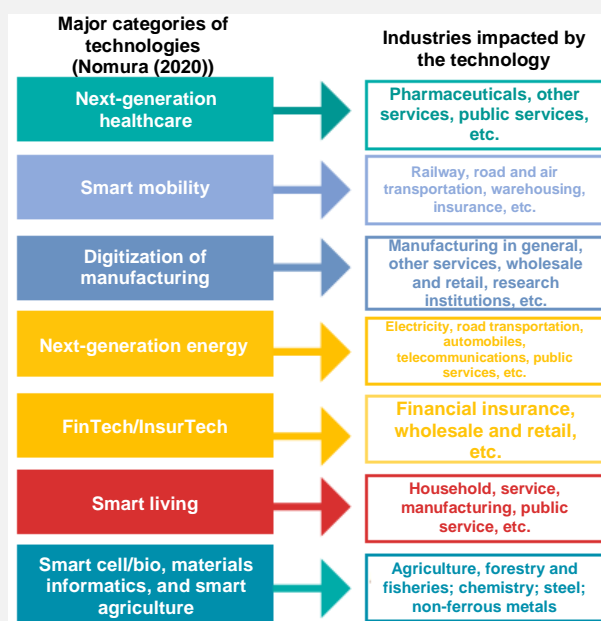 Major categories of
technologies
(Nomura (2020))
Industries impacted by
the technology
Next-generation
healthcare
Pharmaceuticals, other
services, public services,
etc.
Smart mobility
Railway, road and air
transportation, warehousing,
insurance, etc.
Digitization of
manufacturing
Manufacturing in general,
other services, wholesale
and retail, research
institutions, etc.
Next-generation energy
Electricity, road transportation,
automobiles,
telecommunications, public
services, etc.
FinTech/InsurTech
Financial insurance,
wholesale and retail,
etc.
Smart living
Household, service,
manufacturing, public
service, etc.
Smart cell/bio, materials
informatics, and smart
agriculture
Agriculture, forestry and
fisheries; chemistry; steel;
non-ferrous metals